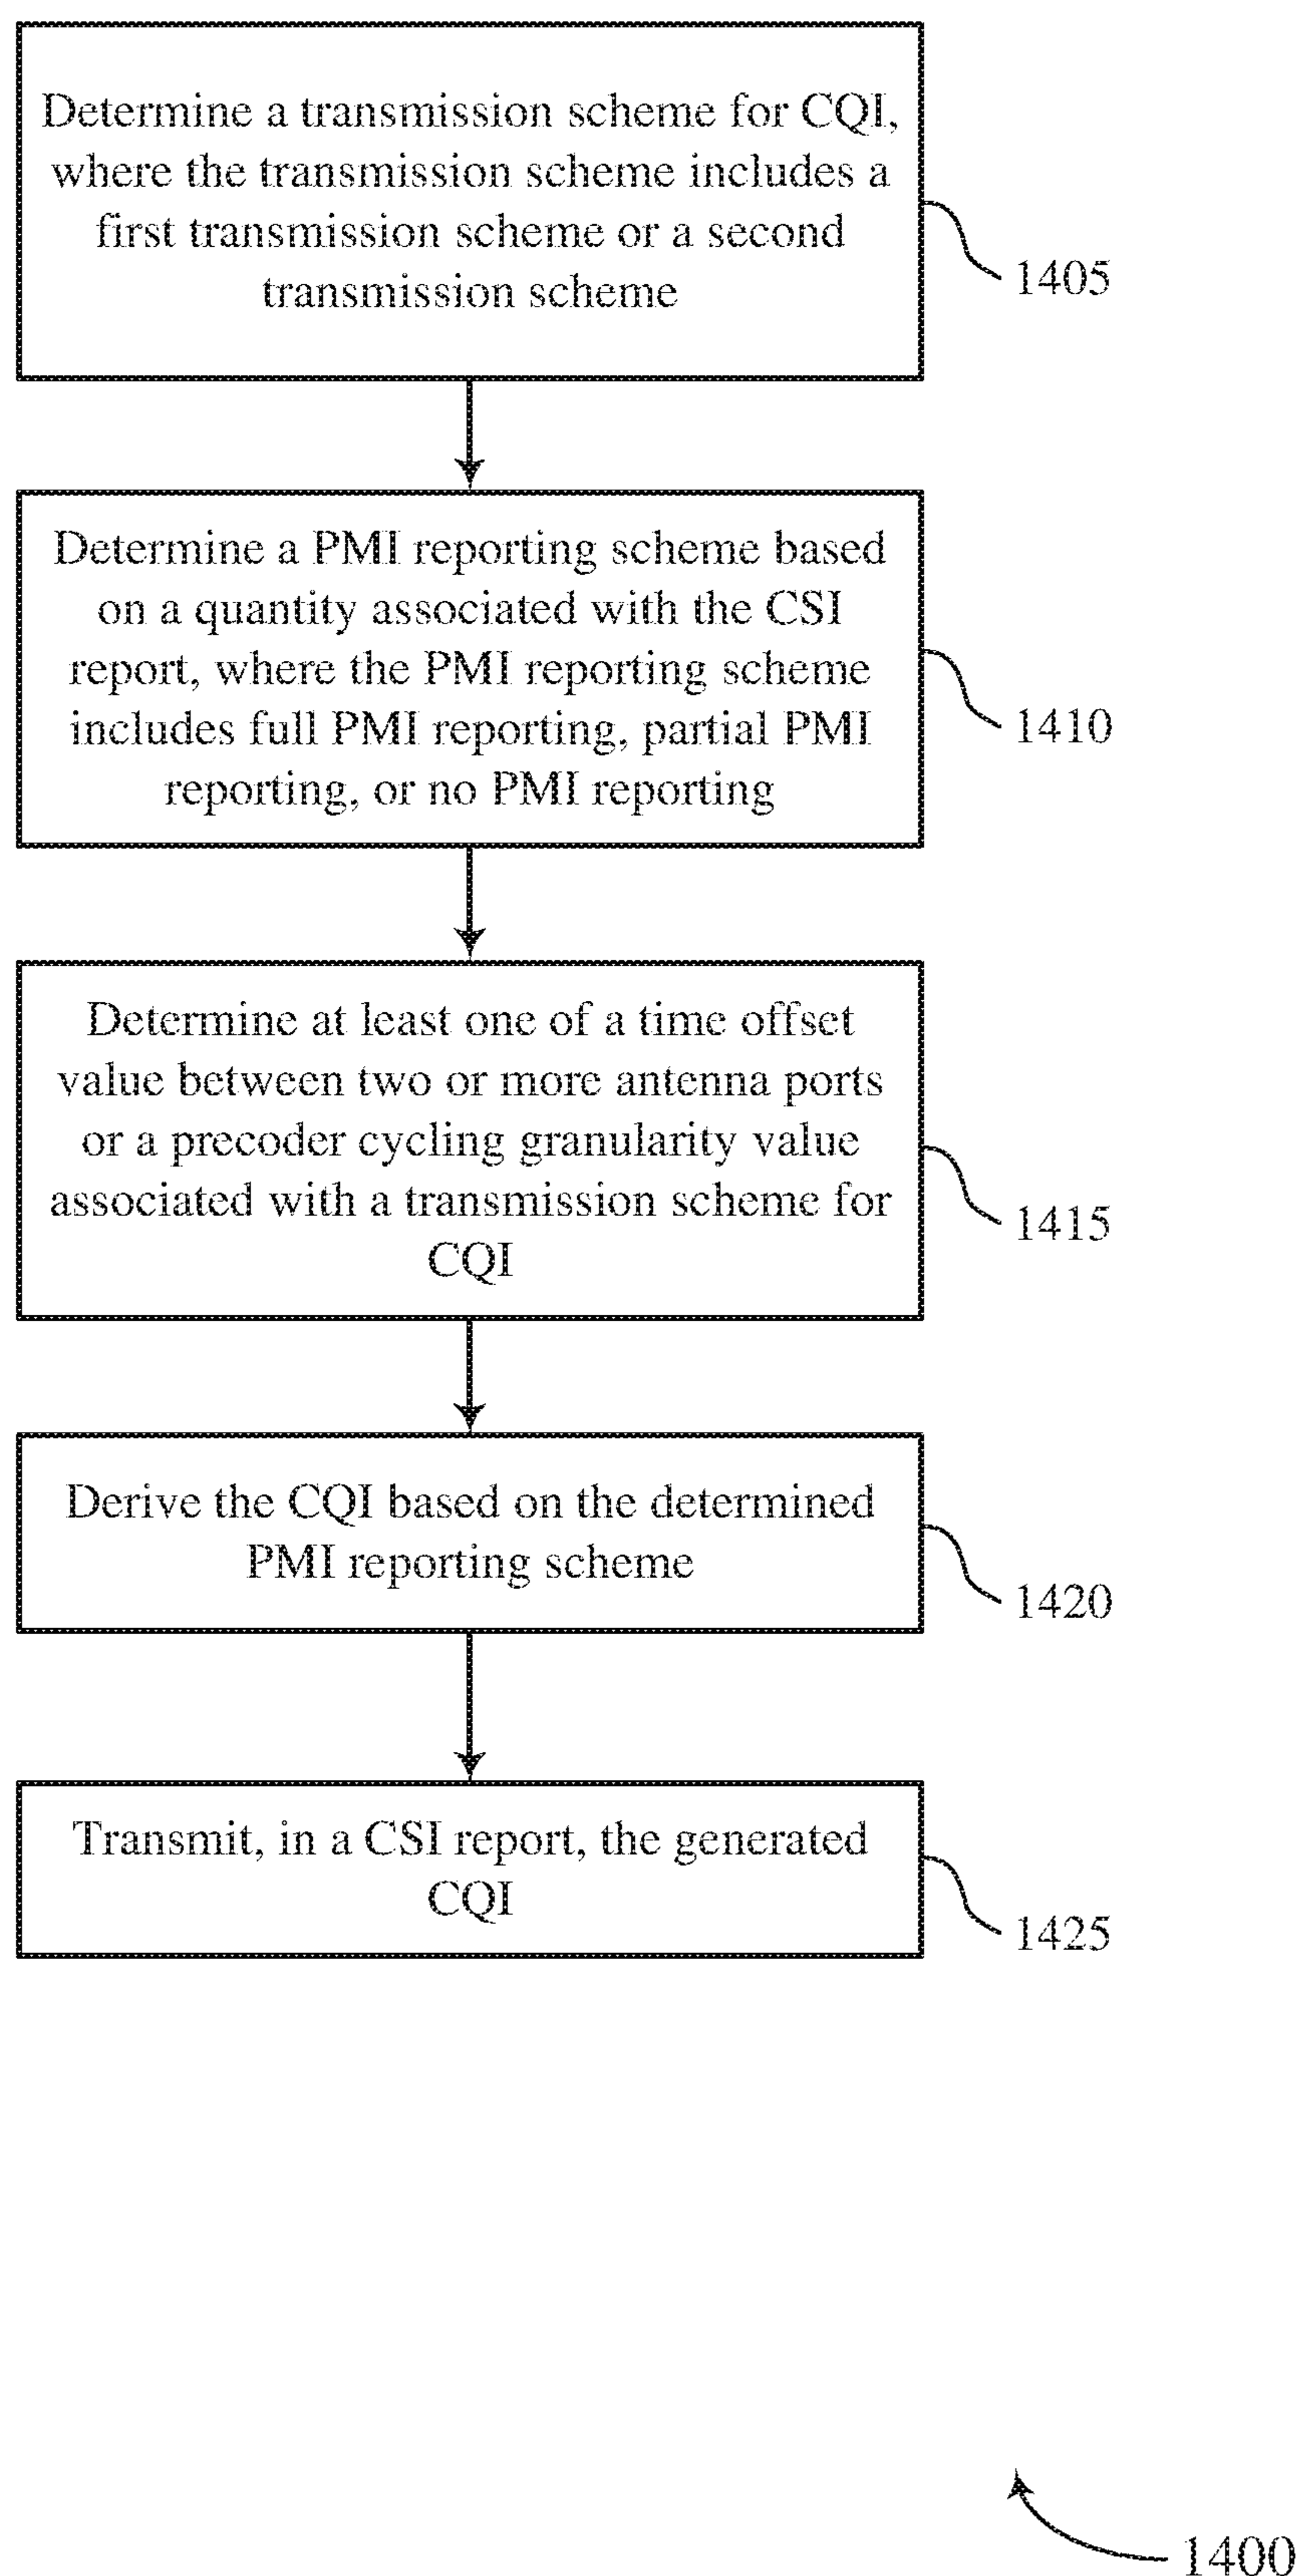 Determine a transmission scheme for CQI,
where the transmission scheme includes a
first transmission scheme or a second
transmission scheme
1405
Determine a PMI reporting scheme based
on a quantity associated with the CSI
report, where the PMI reporting scheme
includes full PMI reporting, partial PMI
reporting, or no PMI reporting
1410
Determine at least one of a time offset
value between two or more antenna ports
or a precoder cycling granularity value
associated with a transmission scheme for
CQI
1415
Derive the CQI based on the determined
PMI reporting scheme
1420
Transmit, in a CSI report, the generated
CQI
1425
1400